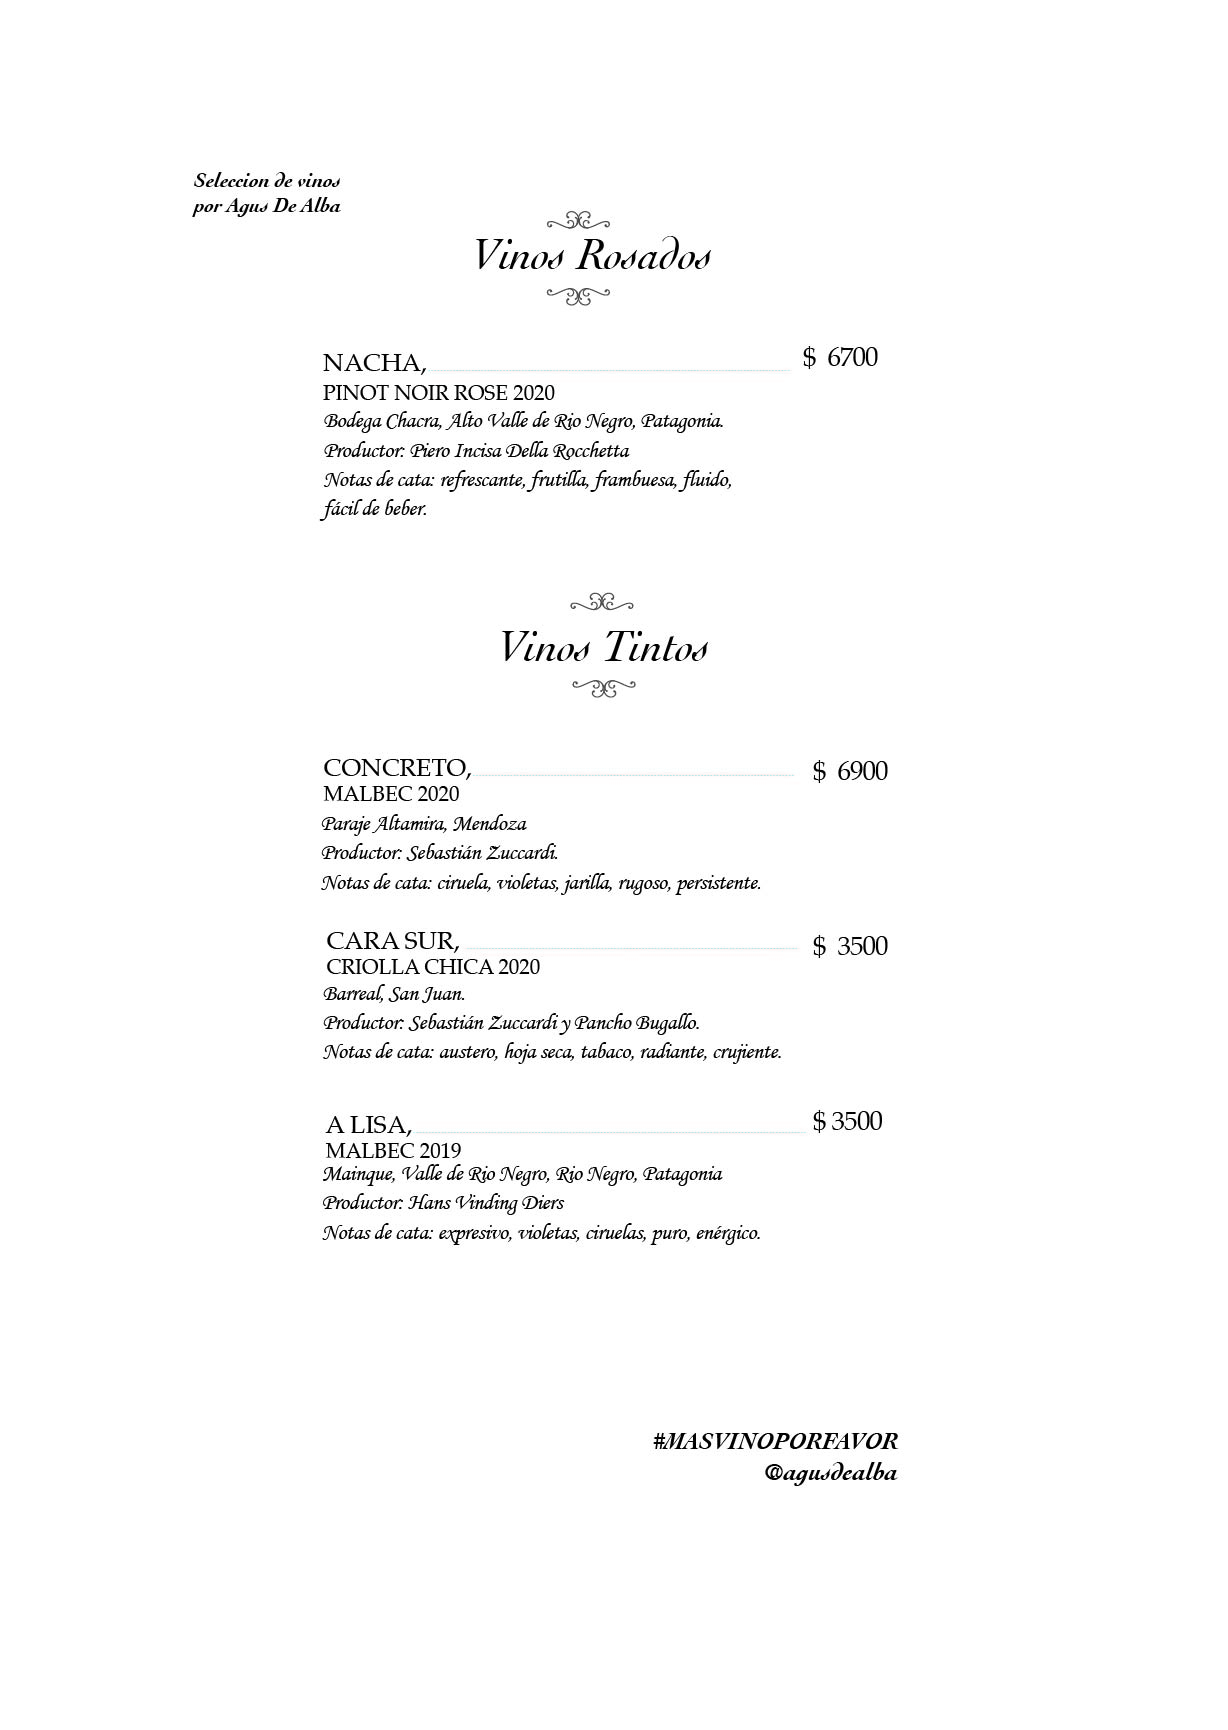 Seleccion de vinos
por Agus De Alba
Vinos Rosados
NACHA, $ 6700
PINOT NOIR ROSE 2020
Bodega Chacra, Alto Valle de Rio Negro, Patagonia.
Productor: Piero Incisa Della Rocchetta
Notas de cata: refrescante, frutilla, frambuesa, fluido,
fácil de beber.
Vinos Tintos
CONCRETO, $ 6900
MALBEC 2020
Paraje Altamira, Mendoza
Productor: Sebastián Zuccardi.
Notas de cata: ciruela, violetas, jarilla, rugoso, persistente.
CARA SUR, $ 3500
CRIOLLA CHICA 2020
Barreal, San Juan.
Productor: Sebastián Zuccardi y Pancho Bugallo.
Notas de cata: austero, hoja seca, tabaco, radiante, crujiente.
A LISA, $ 3500
MALBEC 2019
Mainque, Valle de Rio Negro, Rio Negro, Patagonia
Productor: Hans Vinding Diers
Notas de cata: expresivo, violetas, ciruelas, puro, enérgico.
#MASVINOPORFAVOR
@agusdealba